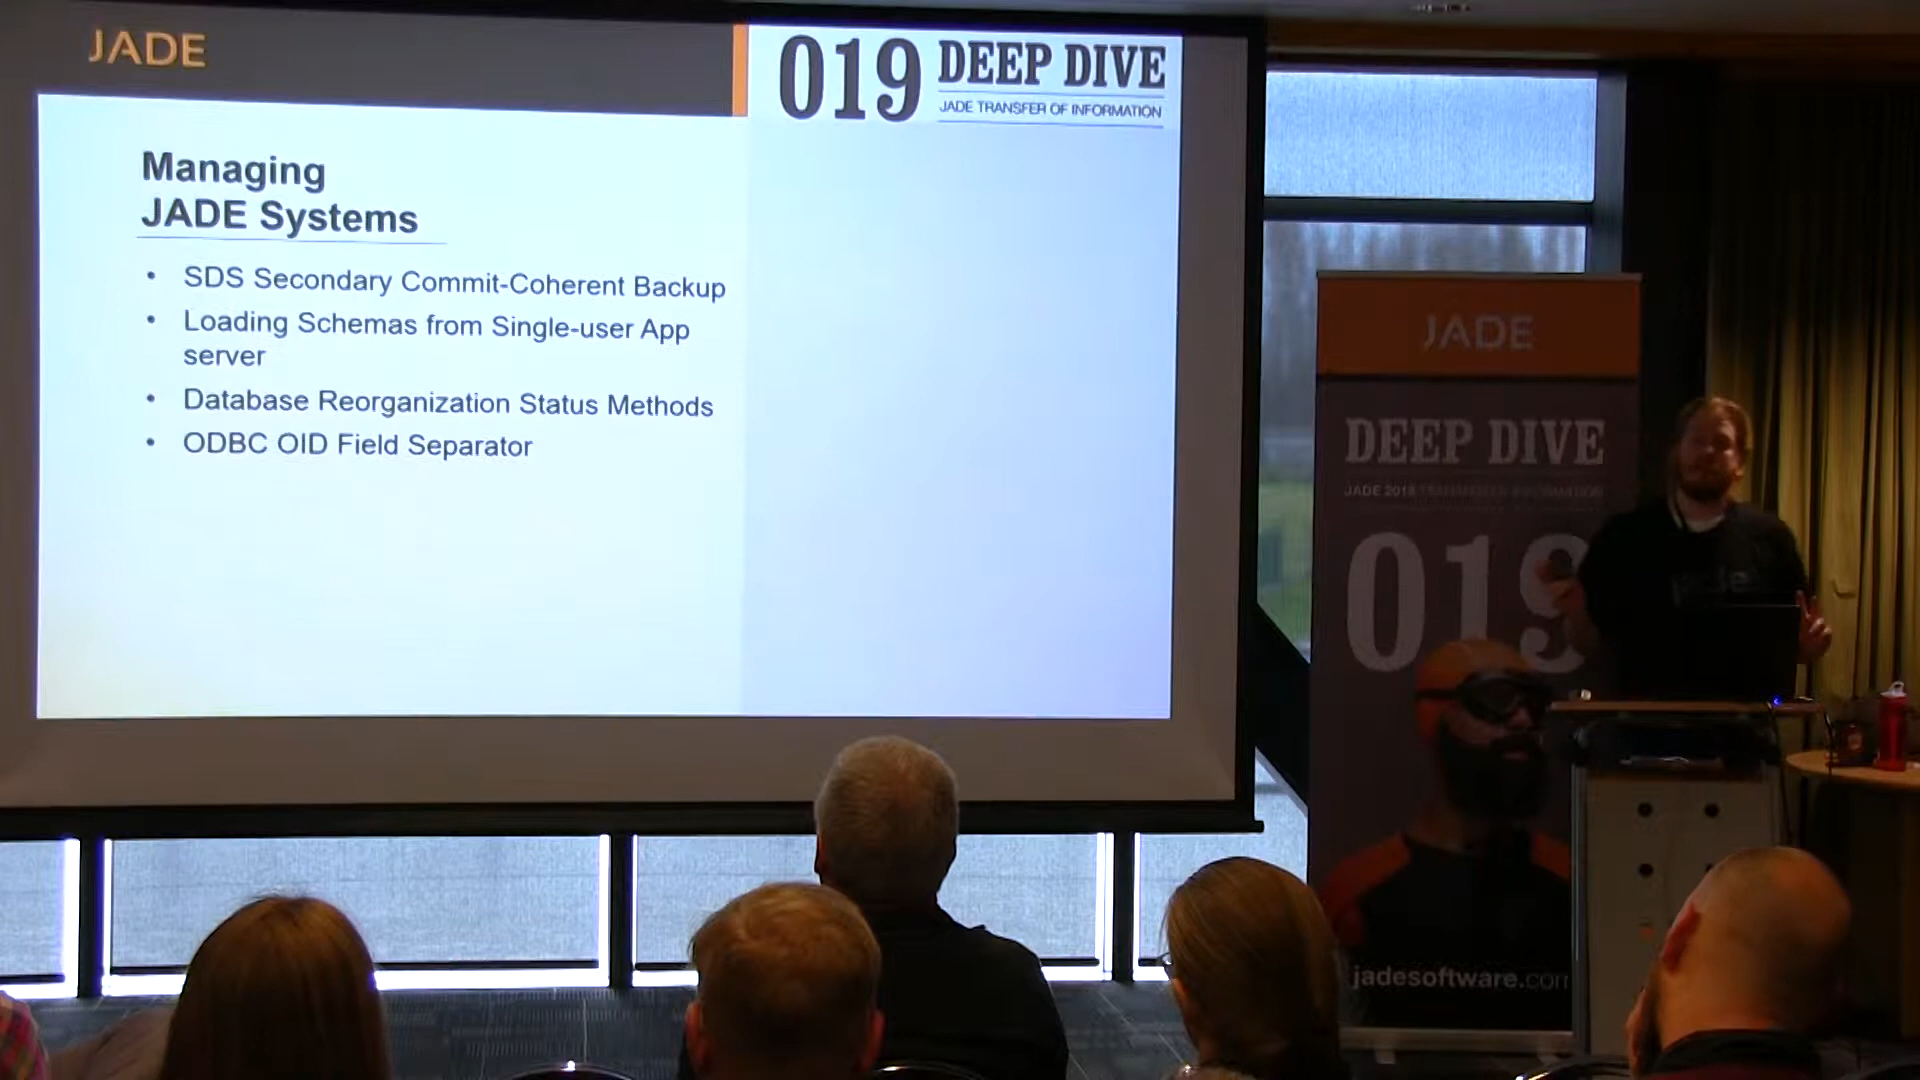 JADE
019 DEEP DIVE
JADE TRANSFER OF INFORMATION
Managing
JADE Systems
• SDS Secondary Commit-Coherent Backup
• Loading Schemas from Single-user App
server
• Database Reorganization Status Methods
• ODBC OID Field Separator
JADE
DEEP DIVE
JADE
019
jadesoftware.com